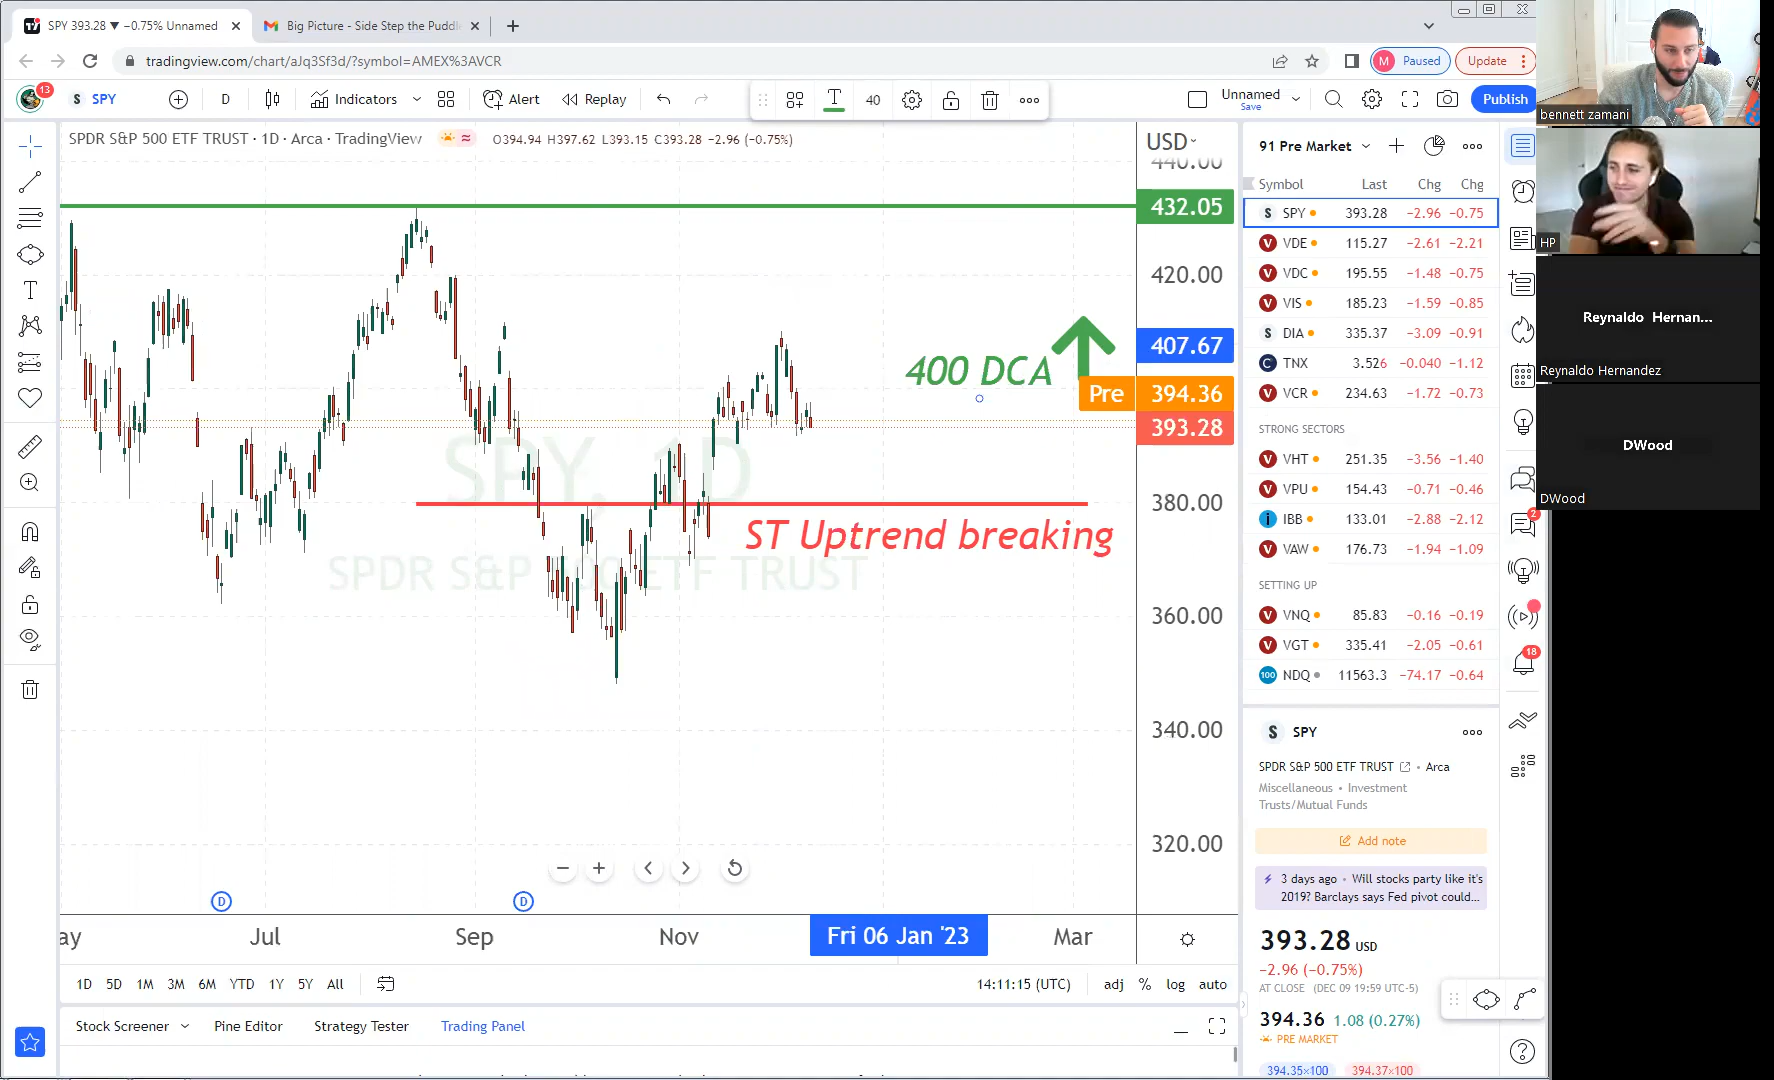 SPY 393.28 ▼ −0.75% Unnamed
Big Picture - Side Step the Puddl
tradingview.com/chart/aJq3Sf3d/?symbol=AMEX%3AVCR
M Paused
Update
13
S SPY
D
Indicators
Alert
Replay
40
Unnamed
Save
Publish
SPDR S&P 500 ETF TRUST · 1D · Arca · TradingView
O394.94 H397.62 L393.15 C393.28 −2.96 (−0.75%)
USD
440.00
432.05
420.00
407.67
Pre 394.36
393.28
380.00
360.00
340.00
320.00
400 DCA
ST Uptrend breaking
SPY, 1D
SPDR S&P 500 ETF TRUST
D
D
ay
Jul
Sep
Nov
Fri 06 Jan '23
Mar
1D 5D 1M 3M 6M YTD 1Y 5Y All
14:11:15 (UTC)
adj % log auto
Stock Screener
Pine Editor
Strategy Tester
Trading Panel
91 Pre Market
Symbol Last Chg Chg
S SPY 393.28 −2.96 −0.75
V VDE 115.27 −2.61 −2.21
V VDC 195.55 −1.48 −0.75
V VIS 185.23 −1.59 −0.85
S DIA 335.37 −3.09 −0.91
C TNX 3.526 −0.040 −1.12
V VCR 234.63 −1.72 −0.73
STRONG SECTORS
V VHT 251.35 −3.56 −1.40
V VPU 154.43 −0.71 −0.46
i IBB 133.01 −2.88 −2.12
V VAW 176.73 −1.94 −1.09
SETTING UP
V VNQ 85.83 −0.16 −0.19
V VGT 335.41 −2.05 −0.61
100 NDQ 11563.3 −74.17 −0.64
S SPY
SPDR S&P 500 ETF TRUST · Arca
Miscellaneous • Investment
Trusts/Mutual Funds
Add note
3 days ago • Will stocks party like it's
2019? Barclays says Fed pivot could...
393.28 USD
−2.96 (−0.75%)
AT CLOSE (DEC 09 19:59 UTC-5)
394.36 1.08 (0.27%)
PRE MARKET
394.35×100
394.37×100
2
18
bennett zamani
HP
Reynaldo Hernan...
Reynaldo Hernandez
DWood
DWood